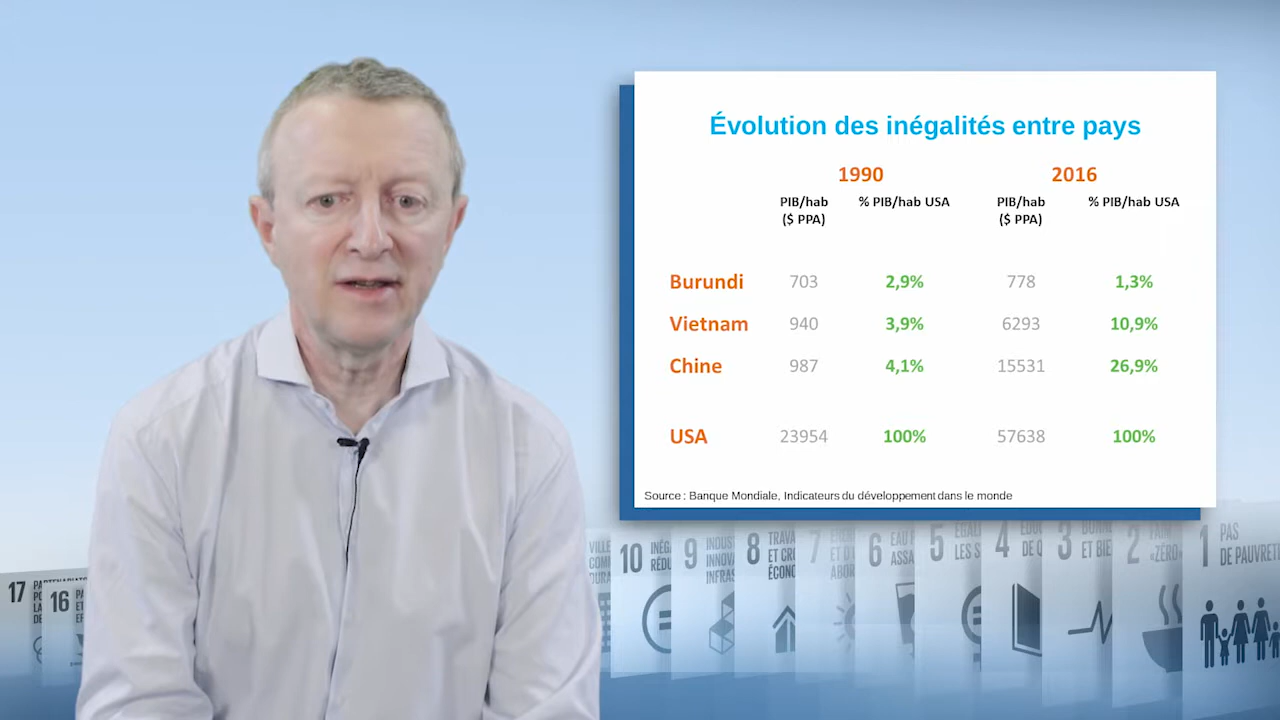 Évolution des inégalités entre pays
1990 2016
PIB/hab % PIB/hab USA PIB/hab % PIB/hab USA
($ PPA) ($ PPA)
Burundi 703 2,9% 778 1,3%
Vietnam 940 3,9% 6293 10,9%
Chine 987 4,1% 15531 26,9%
USA 23954 100% 57638 100%
Source : Banque Mondiale, Indicateurs du développement dans le monde
17
16
10
9
8
7
6
5
4
3
2
«ZÉRO»
1 PAS
DE PAUVRET